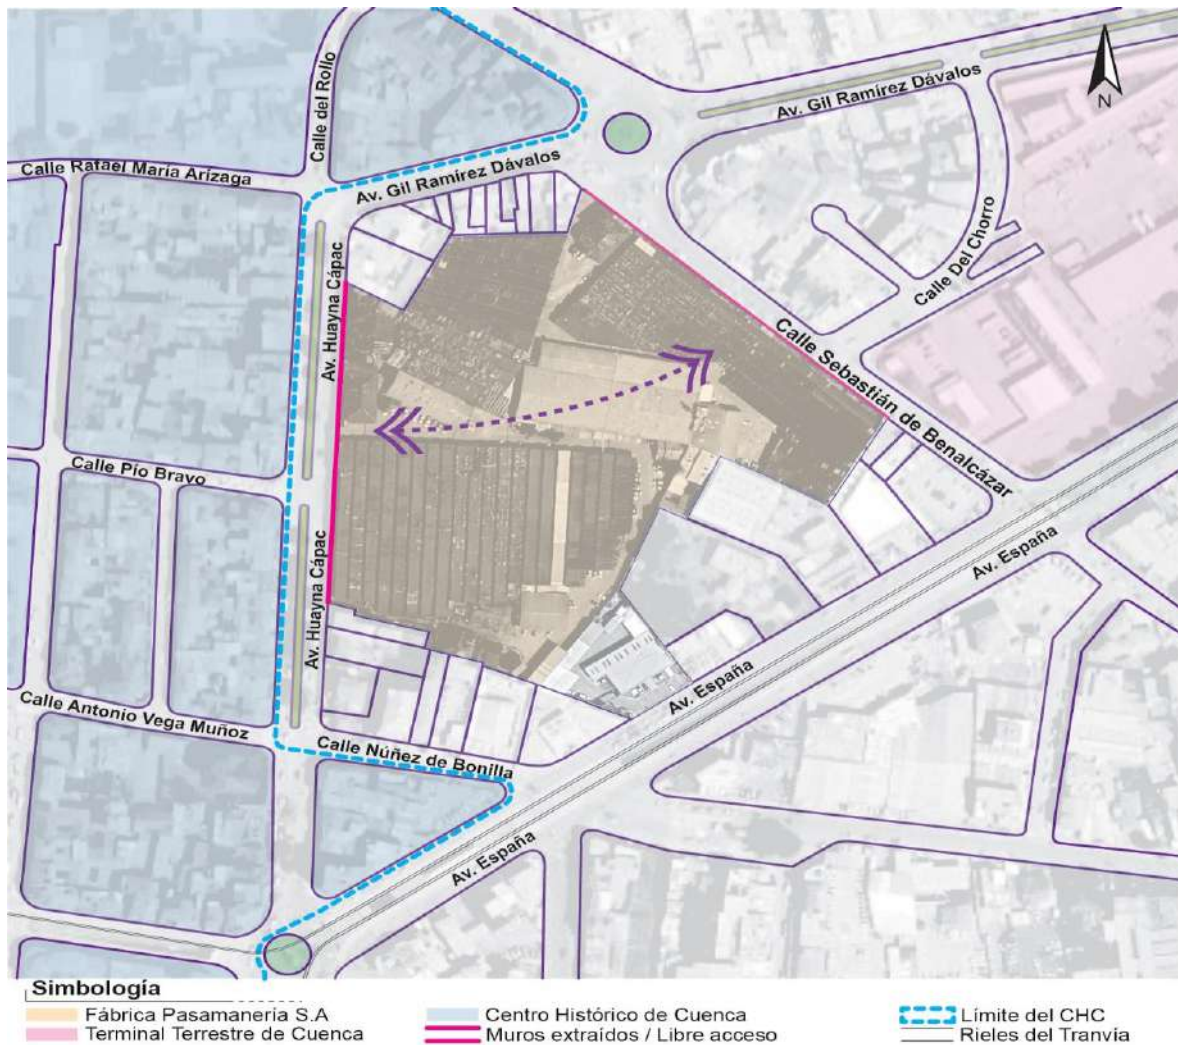 Calle del Rollo
Av. Gil Ramírez Dávalos
N
Calle Rafael María Arízaga
Av. Gil Ramírez Dávalos
Calle Del Chorro
Av. Huayna Cápac
Calle Sebastián de Benalcázar
Calle Pío Bravo
Av. España
Av. Huayna Cápac
Av. España
Calle Antonio Vega Muñoz
Calle Núñez de Bonilla
Av. España
Simbología
Fábrica Pasamanería S.A
Centro Histórico de Cuenca
Límite del CHC
Terminal Terrestre de Cuenca
Muros extraídos / Libre acceso
Rieles del Tranvía